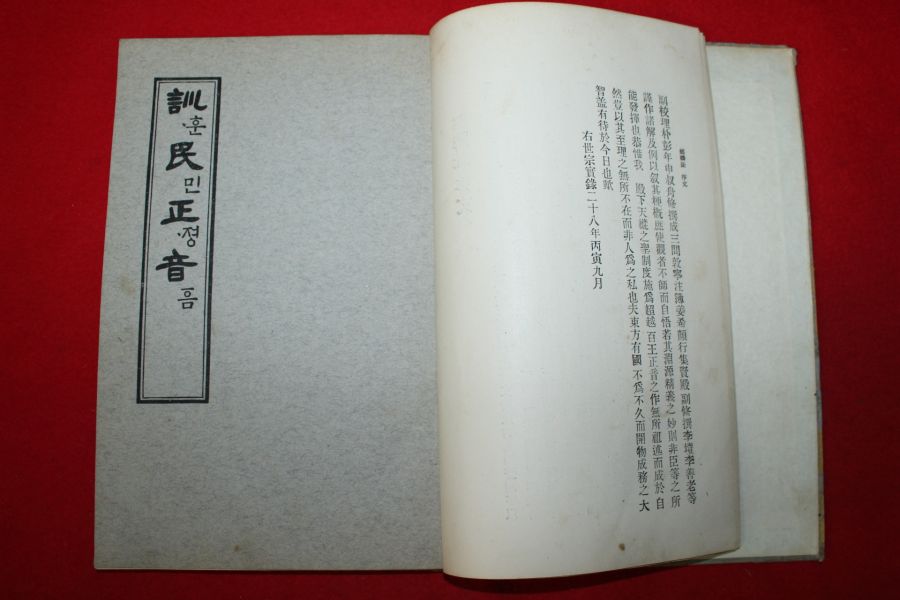 鄭麟趾 序文
副校理朴彭年申叔舟修撰成三問敦寧注簿姜希顏行集賢殿副修撰李塏李善老等
謹作諸解及例以叙其梗概庶使觀者不師而自悟若其淵源精義之妙則非臣等之所
能發揮也恭惟我 殿下天縱之聖制度施爲超越百王正音之作無所祖述而成於自
然豈以其至理之無所不在而非人爲之私也夫東方有國不爲不久而開物成務之大
智盖有待於今日也歟
右世宗實錄二十八年丙寅九月
訓·훈民민正·졍音ᅙᅳᆷ